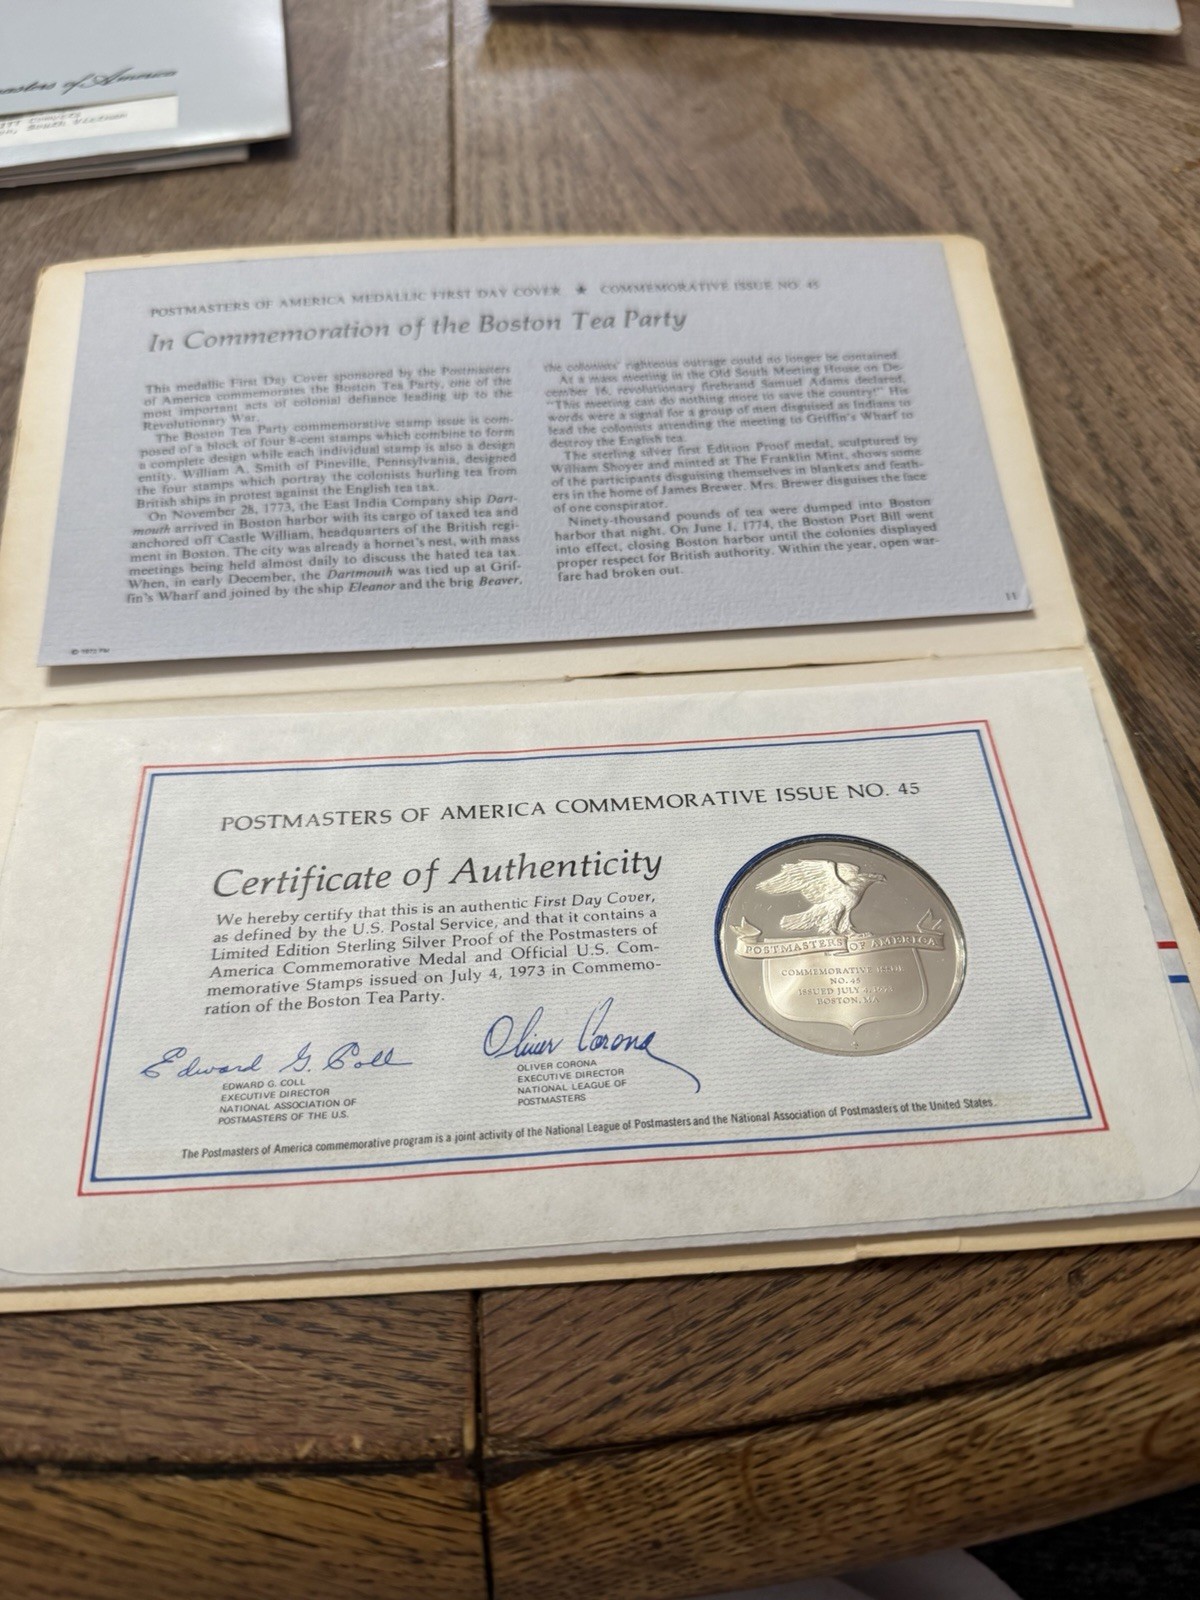 of America
South Vietnam
POSTMASTERS OF AMERICA MEDALLIC FIRST DAY COVER ★ COMMEMORATIVE ISSUE NO. 45
In Commemoration of the Boston Tea Party
This medallic First Day Cover sponsored by the Postmasters
of America commemorates the Boston Tea Party, one of the
most important acts of colonial defiance leading up to the
Revolutionary War.
The Boston Tea Party commemorative stamp issue is com-
posed of a block of four 8-cent stamps which combine to form
a complete design while each individual stamp is also a design
entity. William A. Smith of Pineville, Pennsylvania, designed
the four stamps which portray the colonists hurling tea from
British ships in protest against the English tea tax.
On November 28, 1773, the East India Company ship Dart-
mouth arrived in Boston harbor with its cargo of taxed tea and
anchored off Castle William, headquarters of the British regi-
ment in Boston. The city was already a hornet's nest, with mass
meetings being held almost daily to discuss the hated tea tax.
When, in early December, the Dartmouth was tied up at Grif-
fin's Wharf and joined by the ship Eleanor and the brig Beaver,
the colonists' righteous outrage could no longer be contained.
At a mass meeting in the Old South Meeting House on De-
cember 16, revolutionary firebrand Samuel Adams declared,
"This meeting can do nothing more to save the country!" His
words were a signal for a group of men disguised as Indians to
lead the colonists attending the meeting to Griffin's Wharf to
destroy the English tea.
The sterling silver first Edition Proof medal, sculptured by
William Shoyer and minted at The Franklin Mint, shows some
of the participants disguising themselves in blankets and feath-
ers in the home of James Brewer. Mrs. Brewer disguises the face
of one conspirator.
Ninety-thousand pounds of tea were dumped into Boston
harbor that night. On June 1, 1774, the Boston Port Bill went
into effect, closing Boston harbor until the colonies displayed
proper respect for British authority. Within the year, open war-
fare had broken out.
11
POSTMASTERS OF AMERICA COMMEMORATIVE ISSUE NO. 45
Certificate of Authenticity
We hereby certify that this is an authentic First Day Cover,
as defined by the U.S. Postal Service, and that it contains a
Limited Edition Sterling Silver Proof of the Postmasters of
America Commemorative Medal and Official U.S. Com-
memorative Stamps issued on July 4, 1973 in Commemo-
ration of the Boston Tea Party.
POSTMASTERS OF AMERICA
COMMEMORATIVE ISSUE
NO. 45
ISSUED JULY 4, 1973
BOSTON, MA
Edward G. Coll
EDWARD G. COLL
EXECUTIVE DIRECTOR
NATIONAL ASSOCIATION OF
POSTMASTERS OF THE U.S.
Oliver Corona
OLIVER CORONA
EXECUTIVE DIRECTOR
NATIONAL LEAGUE OF
POSTMASTERS
The Postmasters of America commemorative program is a joint activity of the National League of Postmasters and the National Association of Postmasters of the United States.